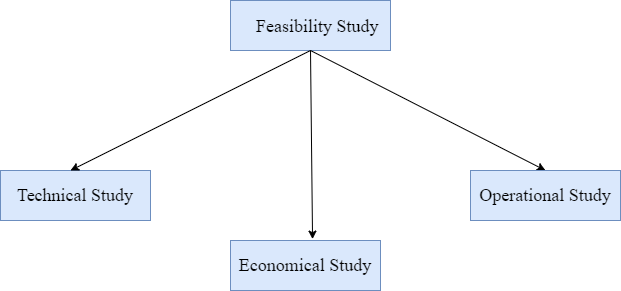 Feasibility Study
Technical Study
Operational Study
Economical Study